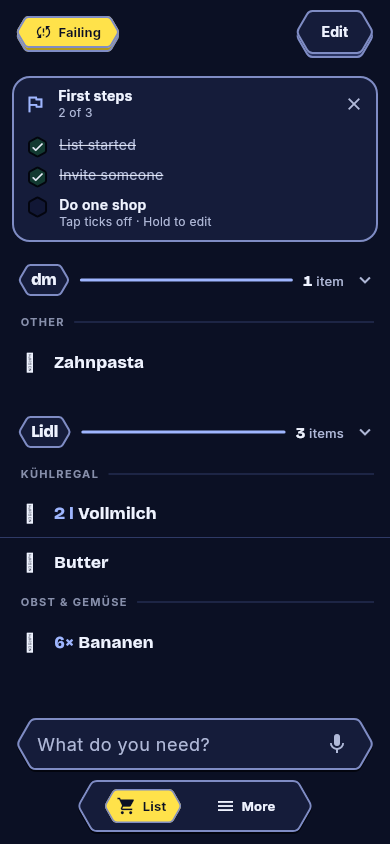 Failing
Edit
First steps
2 of 3
List started
Invite someone
Do one shop
Tap ticks off · Hold to edit
dm
1 item
OTHER
Zahnpasta
Lidl
3 items
KÜHLREGAL
2 l Vollmilch
Butter
OBST & GEMÜSE
6× Bananen
What do you need?
List
More